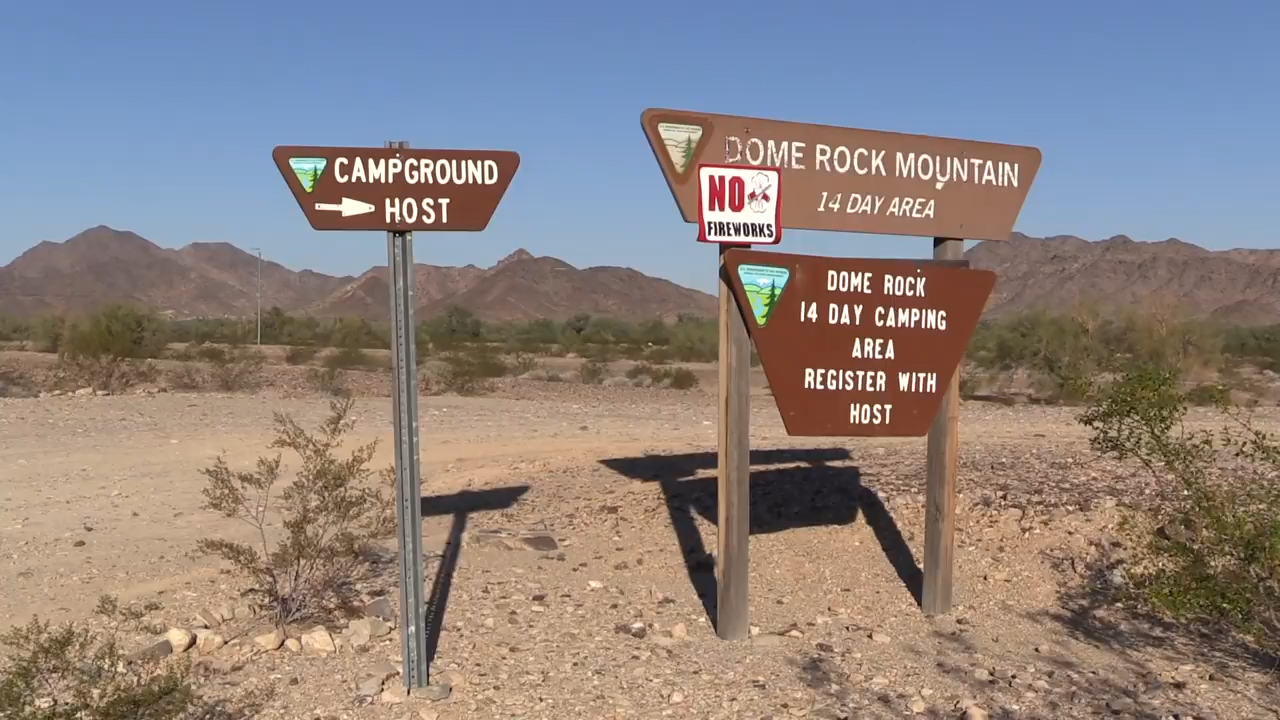 CAMPGROUND
HOST
DOME ROCK MOUNTAIN
14 DAY AREA
NO
FIREWORKS
DOME ROCK
14 DAY CAMPING
AREA
REGISTER WITH
HOST